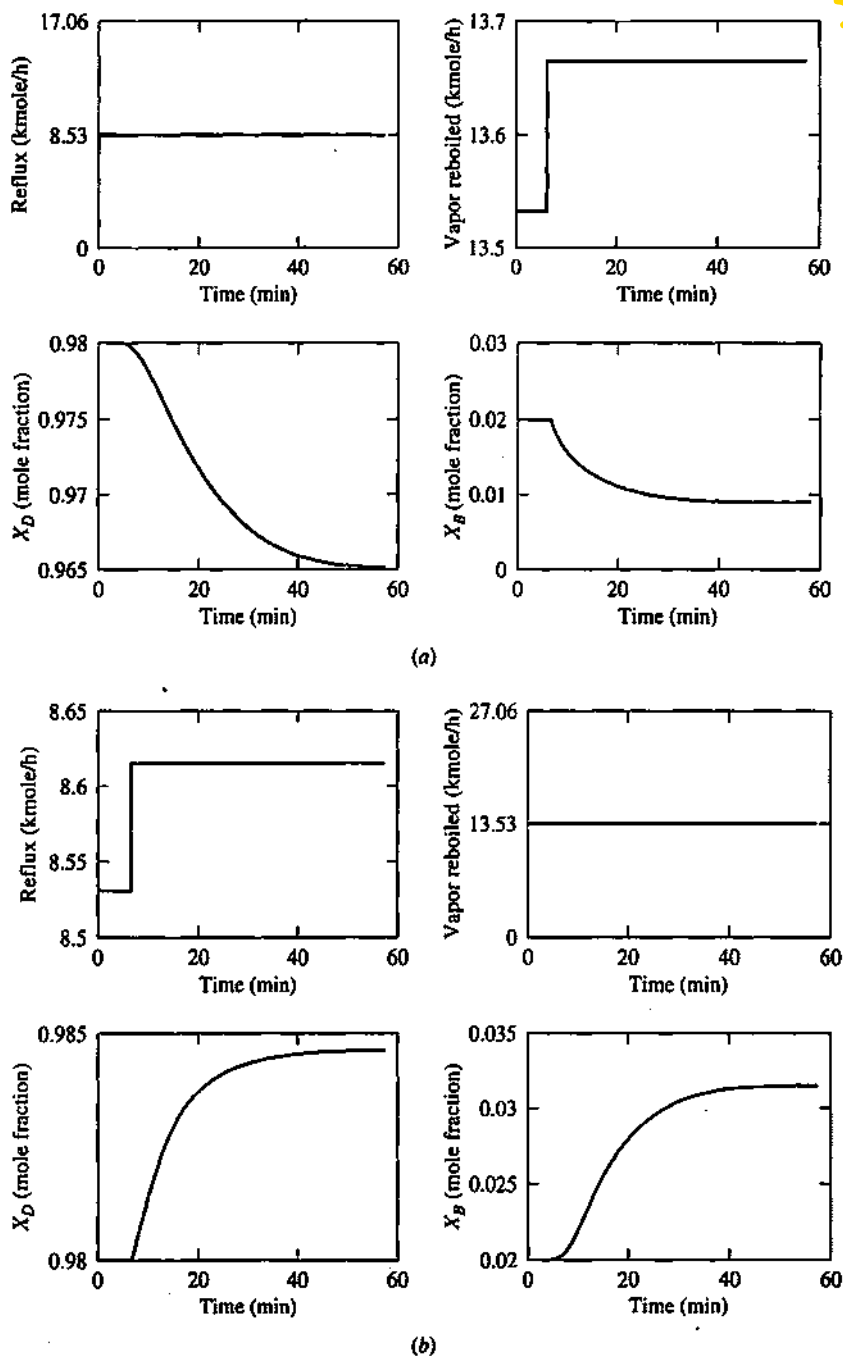 17.06
8.53
0
Reflux (kmole/h)
0 20 40 60
Time (min)
13.7
13.6
13.5
Vapor reboiled (kmole/h)
0 20 40 60
Time (min)
0.98
0.975
0.97
0.965
X_D (mole fraction)
0 20 40 60
Time (min)
0.03
0.02
0.01
0
X_B (mole fraction)
0 20 40 60
Time (min)
(a)
8.65
8.6
8.55
8.5
Reflux (kmole/h)
0 20 40 60
Time (min)
27.06
13.53
0
Vapor reboiled (kmole/h)
0 20 40 60
Time (min)
0.985
0.98
X_D (mole fraction)
0 20 40 60
Time (min)
0.035
0.03
0.025
0.02
X_B (mole fraction)
0 20 40 60
Time (min)
(b)